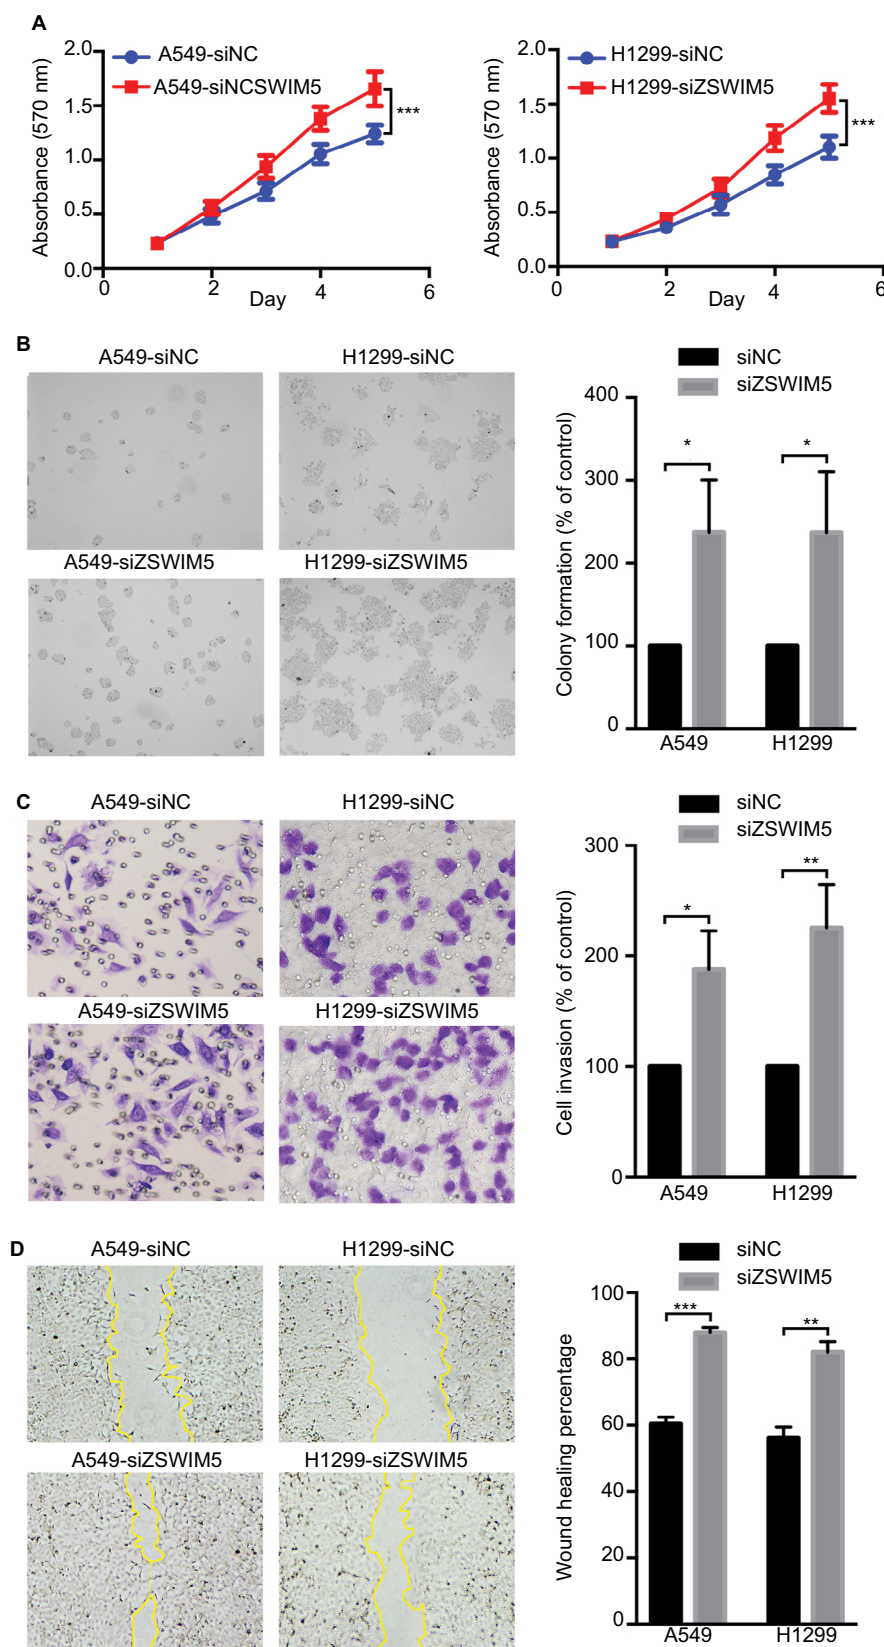 A
2.0
1.5
1.0
0.5
0.0
0
2
4
6
Absorbance (570 nm)
Day
A549-siNC
A549-siNCSWIM5
***
2.0
1.5
1.0
0.5
0.0
0
2
4
6
Absorbance (570 nm)
Day
H1299-siNC
H1299-siZSWIM5
***
B
A549-siNC
H1299-siNC
A549-siZSWIM5
H1299-siZSWIM5
siNC
siZSWIM5
400
300
200
100
0
Colony formation (% of control)
*
*
A549
H1299
C
A549-siNC
H1299-siNC
A549-siZSWIM5
H1299-siZSWIM5
siNC
siZSWIM5
300
200
100
0
Cell invasion (% of control)
*
**
A549
H1299
D
A549-siNC
H1299-siNC
A549-siZSWIM5
H1299-siZSWIM5
siNC
siZSWIM5
100
80
60
40
20
0
Wound healing percentage
***
**
A549
H1299